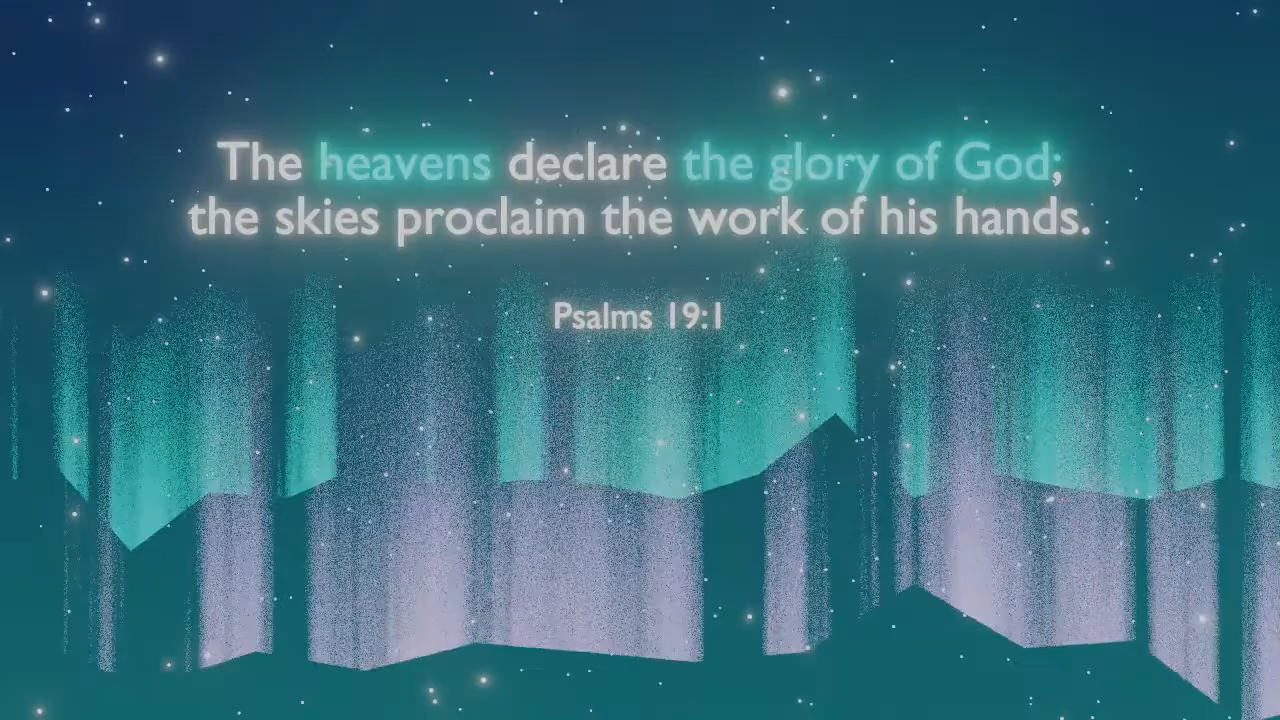 The heavens declare the glory of God;
the skies proclaim the work of his hands.
Psalms 19:1